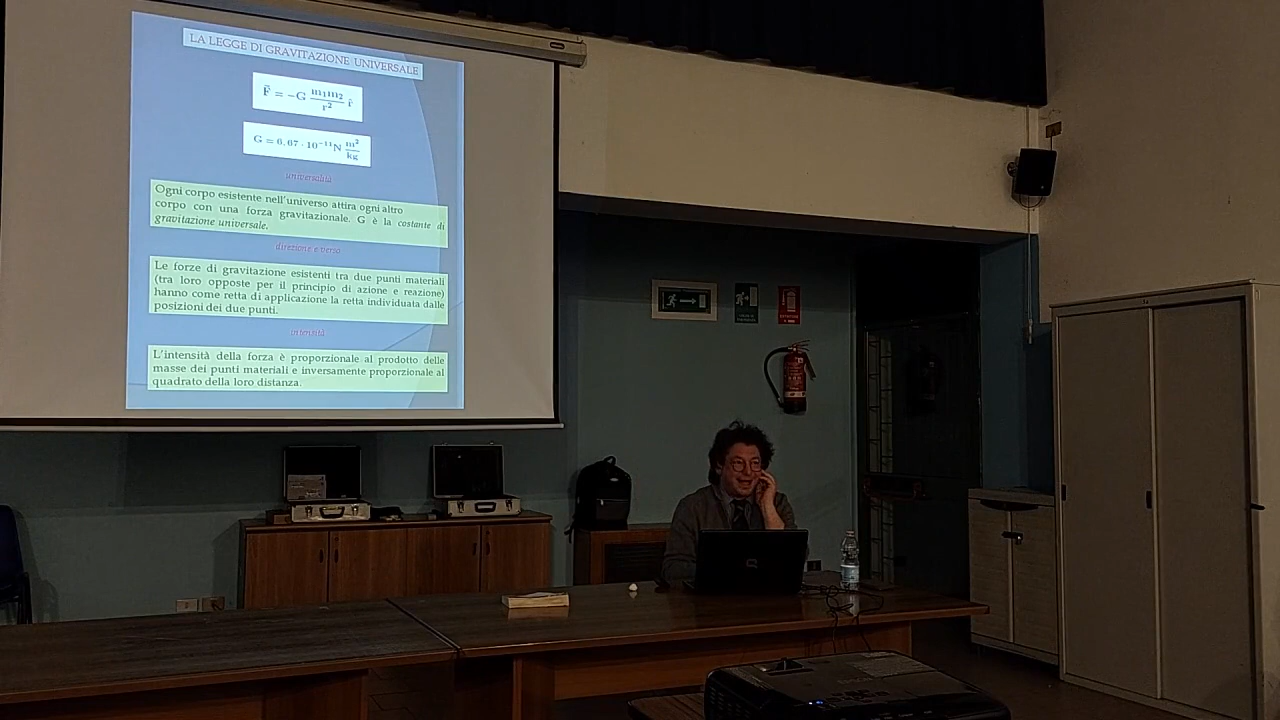 LA LEGGE DI GRAVITAZIONE UNIVERSALE
F⃗ = −G m₁m₂/r² r̂
G = 6,67 · 10⁻¹¹ N m²/kg
universalità
Ogni corpo esistente nell'universo attira ogni altro
corpo con una forza gravitazionale. G è la costante di
gravitazione universale.
direzione e verso
Le forze di gravitazione esistenti tra due punti materiali
(tra loro opposte per il principio di azione e reazione)
hanno come retta di applicazione la retta individuata dalle
posizioni dei due punti.
intensità
L'intensità della forza è proporzionale al prodotto delle
masse dei punti materiali e inversamente proporzionale al
quadrato della loro distanza.